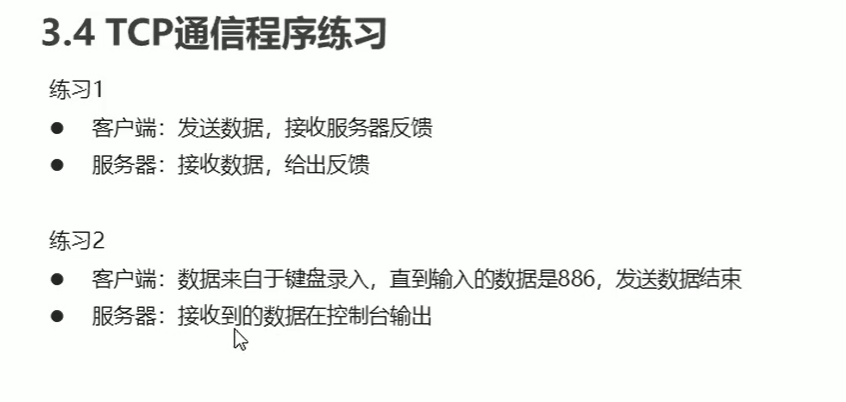 3.4 TCP通信程序练习
练习1
● 客户端：发送数据，接收服务器反馈
● 服务器：接收数据，给出反馈
练习2
● 客户端：数据来自于键盘录入，直到输入的数据是886，发送数据结束
● 服务器：接收到的数据在控制台输出